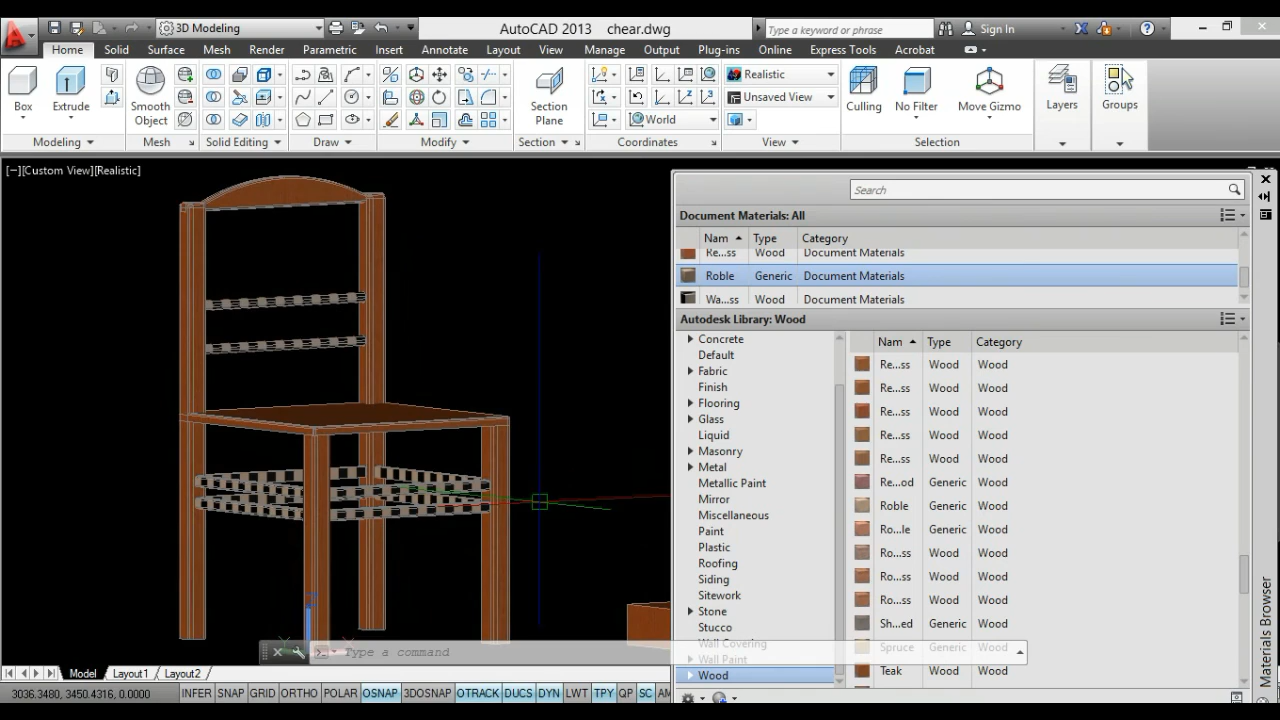 3D Modeling
AutoCAD 2013 chear.dwg
Type a keyword or phrase
Sign In
Home Solid Surface Mesh Render Parametric Insert Annotate Layout View Manage Output Plug-ins Online Express Tools Acrobat
Box
Extrude
Smooth
Object
Section
Plane
World
Realistic
Unsaved View
Culling
No Filter
Move Gizmo
Layers
Groups
Modeling Mesh Solid Editing Draw Modify Section Coordinates View Selection
[−][Custom View][Realistic]
Search
Document Materials: All
Nam Type Category
Re...ss Wood Document Materials
Roble Generic Document Materials
Wa...ss Wood Document Materials
Autodesk Library: Wood
Concrete
Default
Fabric
Finish
Flooring
Glass
Liquid
Masonry
Metal
Metallic Paint
Mirror
Miscellaneous
Paint
Plastic
Roofing
Siding
Sitework
Stone
Stucco
Wall Covering
Wall Paint
Wood
Nam Type Category
Re...ss Wood Wood
Re...ss Wood Wood
Re...ss Wood Wood
Re...ss Wood Wood
Re...ss Wood Wood
Re...od Generic Wood
Roble Generic Wood
Ro...le Generic Wood
Ro...ss Wood Wood
Ro...ss Wood Wood
Ro...ss Wood Wood
Sh...ed Generic Wood
Spruce Generic Wood
Teak Wood Wood
Materials Browser
Type a command
Model Layout1 Layout2
3036.3480, 3450.4316, 0.0000 INFER SNAP GRID ORTHO POLAR OSNAP 3DOSNAP OTRACK DUCS DYN LWT TPY QP SC AM